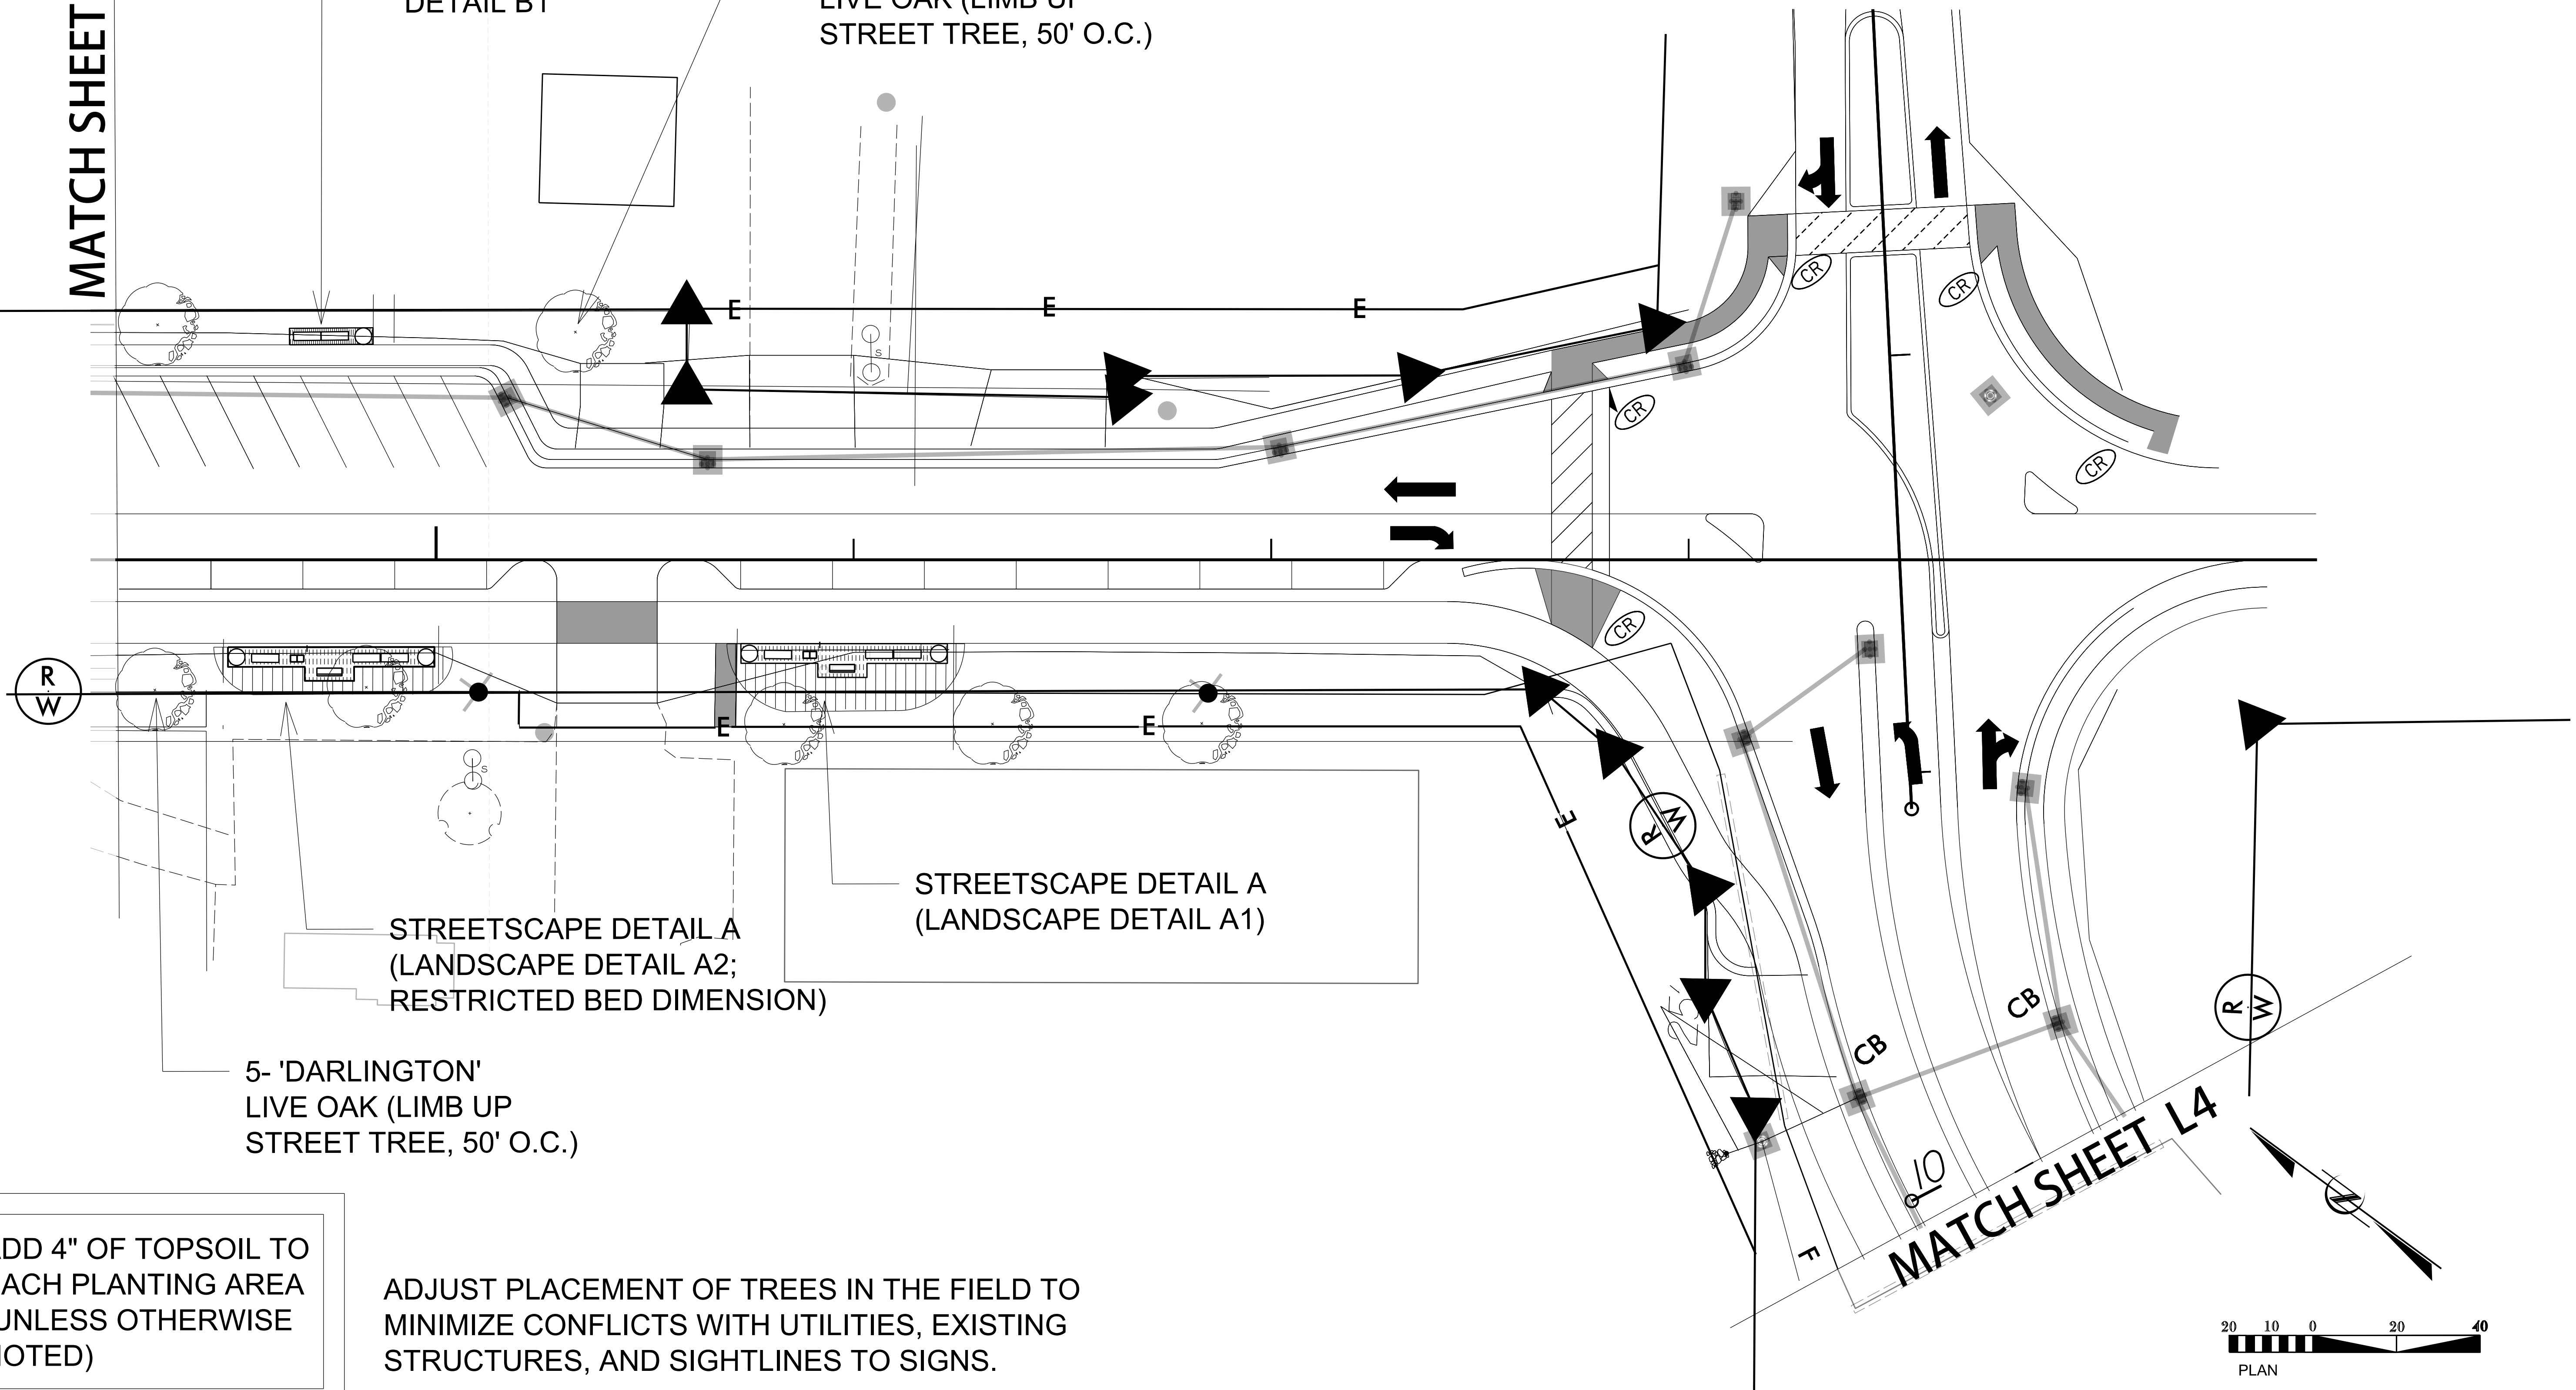 DETAIL B1
LIVE OAK (LIMB UP
STREET TREE, 50' O.C.)
MATCH SHEET
E
E
E
CR
CR
CR
CR
CR
S
R
W
E
E
S
E
R
W
STREETSCAPE DETAIL A
(LANDSCAPE DETAIL A1)
STREETSCAPE DETAIL A
(LANDSCAPE DETAIL A2;
RESTRICTED BED DIMENSION)
5- 'DARLINGTON'
LIVE OAK (LIMB UP
STREET TREE, 50' O.C.)
CB
CB
R
W
10
F
MATCH SHEET L4
ADD 4" OF TOPSOIL TO
EACH PLANTING AREA
UNLESS OTHERWISE
NOTED)
ADJUST PLACEMENT OF TREES IN THE FIELD TO
MINIMIZE CONFLICTS WITH UTILITIES, EXISTING
STRUCTURES, AND SIGHTLINES TO SIGNS.
N
20 10 0 20 40
PLAN